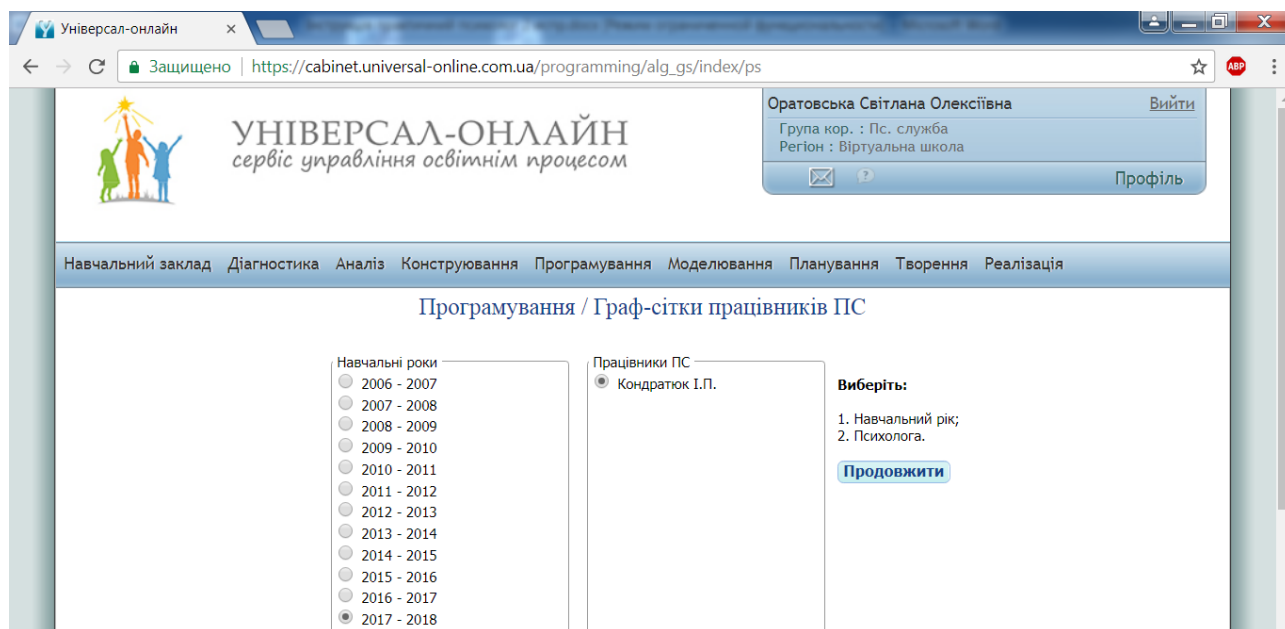 Універсал-онлайн
Защищено | https://cabinet.universal-online.com.ua/programming/alg_gs/index/ps
ABP
УНІВЕРСАЛ-ОНЛАЙН
сервіс управління освітнім процесом
Оратовська Світлана Олексіївна Вийти
Група кор. : Пс. служба
Регіон : Віртуальна школа
Профіль
Навчальний заклад Діагностика Аналіз Конструювання Програмування Моделювання Планування Творення Реалізація
Програмування / Граф-сітки працівників ПС
Навчальні роки
2006 - 2007
2007 - 2008
2008 - 2009
2009 - 2010
2010 - 2011
2011 - 2012
2012 - 2013
2013 - 2014
2014 - 2015
2015 - 2016
2016 - 2017
2017 - 2018
Працівники ПС
Кондратюк І.П.
Виберіть:
1. Навчальний рік;
2. Психолога.
Продовжити